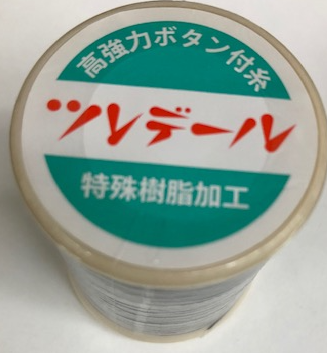 高強力ボタン付糸
ツレデール
特殊樹脂加工